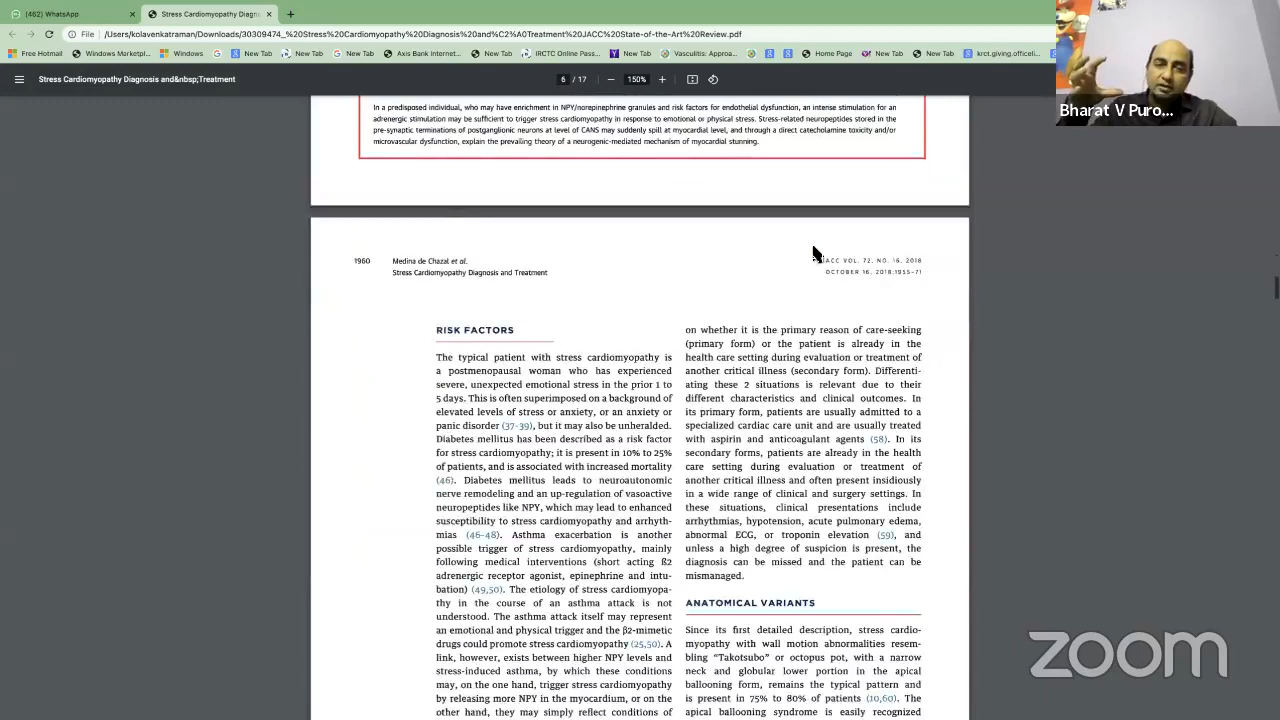 (462) WhatsApp
Stress Cardiomyopathy Diagnosis
File
/Users/kolavenkatraman/Downloads/30309474_%20Stress%20Cardiomyopathy%20Diagnosis%20and%C2%A0Treatment%20JACC%20State-of-the-Art%20Review.pdf
Free Hotmail
Windows Marketpl...
Windows
Google
New Tab
New Tab
Axis Bank Internet...
IRCTC Online Pass...
New Tab
Vasculitis: Approa...
Home Page
New Tab
New Tab
krct.giving.officeli...
Stress Cardiomyopathy Diagnosis and&nbsp;Treatment
6 / 17
150%
Bharat V Puro...
In a predisposed individual, who may have enrichment in NPY/norepinephrine granules and risk factors for endothelial dysfunction, an intense stimulation for an
adrenergic stimulation may be sufficient to trigger stress cardiomyopathy in response to emotional or physical stress. Stress-related neuropeptides stored in the
pre-synaptic terminations of postganglionic neurons at level of CANS may suddenly spill at myocardial level, and through a direct catecholamine toxicity and/or
microvascular dysfunction, explain the prevailing theory of a neurogenic-mediated mechanism of myocardial stunning.
1960
Medina de Chazal et al.
Stress Cardiomyopathy Diagnosis and Treatment
ACC VOL. 72, NO. 16, 2018
OCTOBER 16, 2018:1955–71
RISK FACTORS
The typical patient with stress cardiomyopathy is
a postmenopausal woman who has experienced
severe, unexpected emotional stress in the prior 1 to
5 days. This is often superimposed on a background of
elevated levels of stress or anxiety, or an anxiety or
panic disorder (37–39), but it may also be unheralded.
Diabetes mellitus has been described as a risk factor
for stress cardiomyopathy; it is present in 10% to 25%
of patients, and is associated with increased mortality
(46). Diabetes mellitus leads to neuroautonomic
nerve remodeling and an up-regulation of vasoactive
neuropeptides like NPY, which may lead to enhanced
susceptibility to stress cardiomyopathy and arrhyth-
mias (46–48). Asthma exacerbation is another
possible trigger of stress cardiomyopathy, mainly
following medical interventions (short acting ß2
adrenergic receptor agonist, epinephrine and intu-
bation) (49,50). The etiology of stress cardiomyopa-
thy in the course of an asthma attack is not
understood. The asthma attack itself may represent
an emotional and physical trigger and the β2-mimetic
drugs could promote stress cardiomyopathy (25,50). A
link, however, exists between higher NPY levels and
stress-induced asthma, by which these conditions
may, on the one hand, trigger stress cardiomyopathy
by releasing more NPY in the myocardium, or on the
other hand, they may simply reflect conditions of
on whether it is the primary reason of care-seeking
(primary form) or the patient is already in the
health care setting during evaluation or treatment of
another critical illness (secondary form). Differenti-
ating these 2 situations is relevant due to their
different characteristics and clinical outcomes. In
its primary form, patients are usually admitted to a
specialized cardiac care unit and are usually treated
with aspirin and anticoagulant agents (58). In its
secondary forms, patients are already in the health
care setting during evaluation or treatment of
another critical illness and often present insidiously
in a wide range of clinical and surgery settings. In
these situations, clinical presentations include
arrhythmias, hypotension, acute pulmonary edema,
abnormal ECG, or troponin elevation (59), and
unless a high degree of suspicion is present, the
diagnosis can be missed and the patient can be
mismanaged.
ANATOMICAL VARIANTS
Since its first detailed description, stress cardio-
myopathy with wall motion abnormalities resem-
bling “Takotsubo” or octopus pot, with a narrow
neck and globular lower portion in the apical
ballooning form, remains the typical pattern and
is present in 75% to 80% of patients (10,60). The
apical ballooning syndrome is easily recognized
zoom